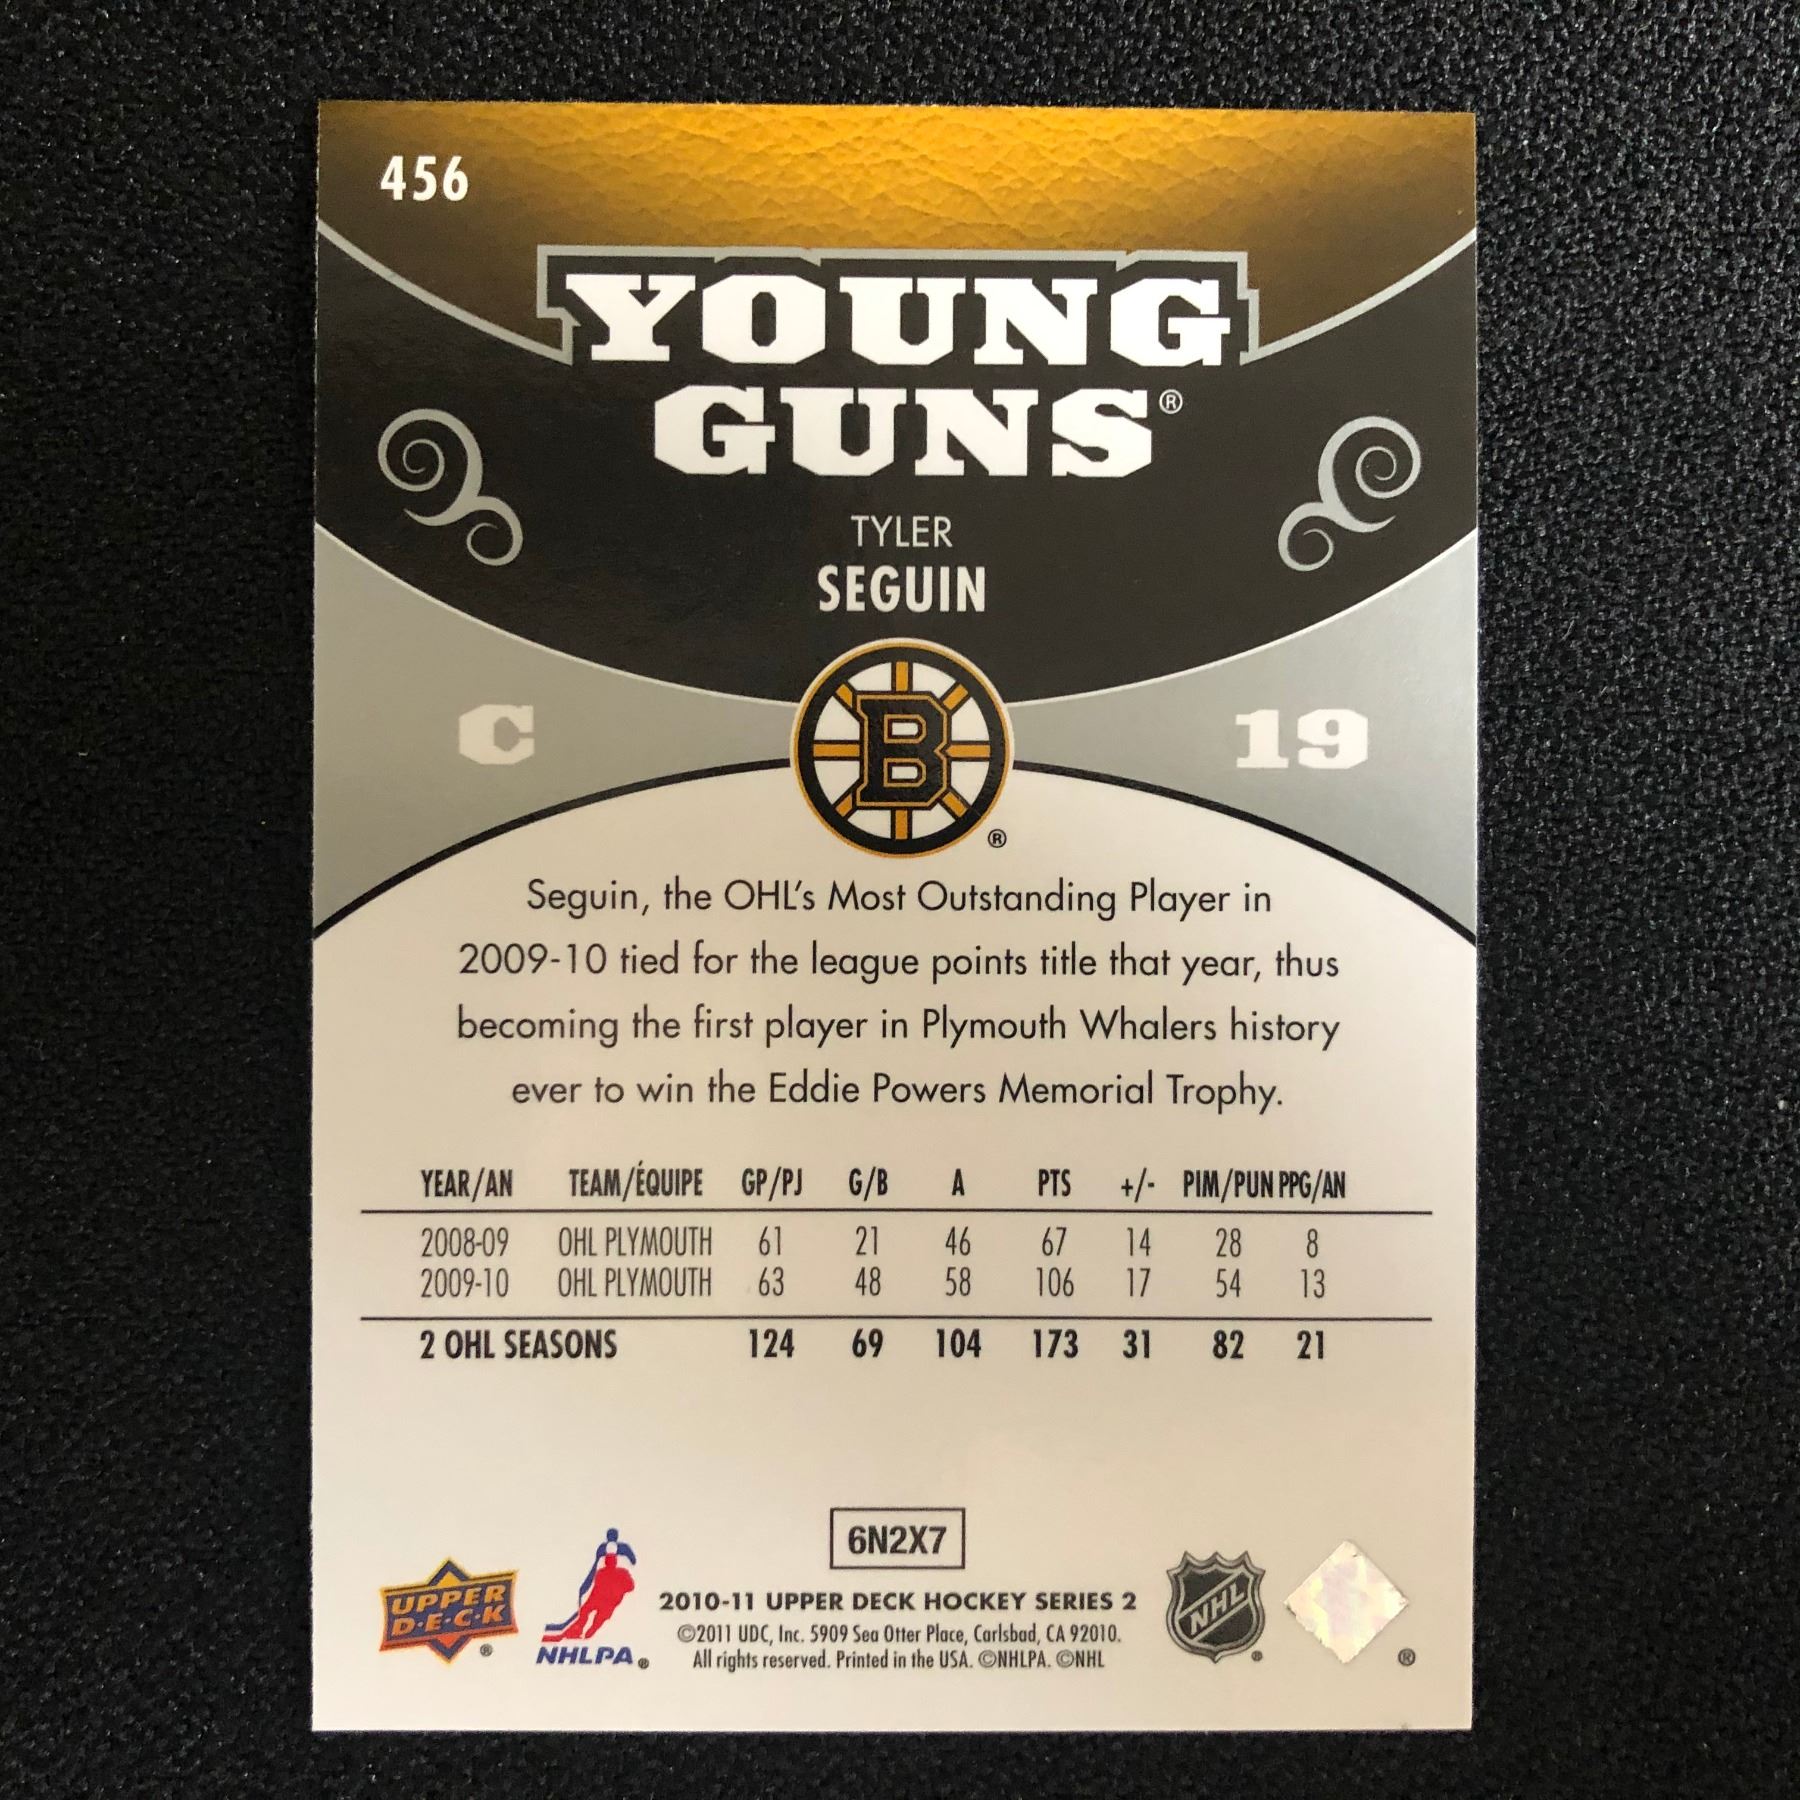 456
YOUNG
GUNS®
TYLER
SEGUIN
C B 19
®
Seguin, the OHL's Most Outstanding Player in
2009-10 tied for the league points title that year, thus
becoming the first player in Plymouth Whalers history
ever to win the Eddie Powers Memorial Trophy.
YEAR/AN TEAM/ÉQUIPE GP/PJ G/B A PTS +/- PIM/PUN PPG/AN
2008-09 OHL PLYMOUTH 61 21 46 67 14 28 8
2009-10 OHL PLYMOUTH 63 48 58 106 17 54 13
2 OHL SEASONS 124 69 104 173 31 82 21
6N2X7
UPPER
D·E·C·K ®
NHLPA®
2010-11 UPPER DECK HOCKEY SERIES 2
©2011 UDC, Inc. 5909 Sea Otter Place, Carlsbad, CA 92010.
All rights reserved. Printed in the USA. ©NHLPA. ©NHL
NHL ®
®